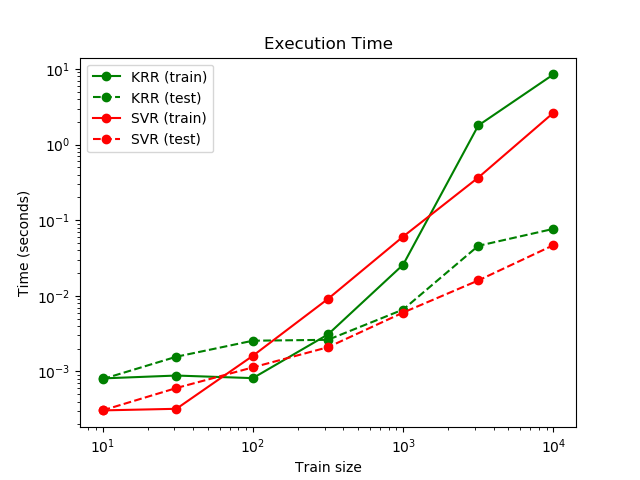 Execution Time
KRR (train)
KRR (test)
SVR (train)
SVR (test)
10¹
10⁰
10⁻¹
10⁻²
10⁻³
Time (seconds)
10¹ 10² 10³ 10⁴
Train size